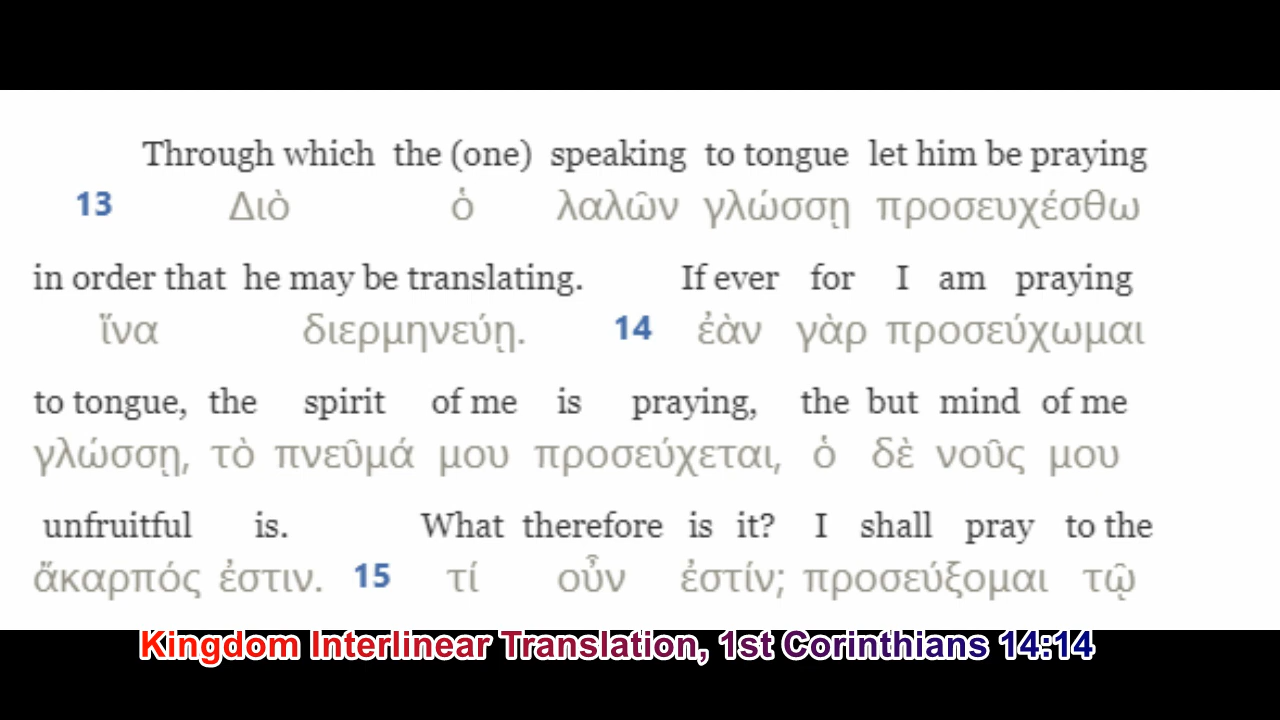 Through which the (one) speaking to tongue let him be praying
13 Διὸ ὁ λαλῶν γλώσσῃ προσευχέσθω
in order that he may be translating. If ever for I am praying
ἵνα διερμηνεύῃ. 14 ἐὰν γὰρ προσεύχωμαι
to tongue, the spirit of me is praying, the but mind of me
γλώσσῃ, τὸ πνεῦμά μου προσεύχεται, ὁ δὲ νοῦς μου
unfruitful is. What therefore is it? I shall pray to the
ἄκαρπός ἐστιν. 15 τί οὖν ἐστίν; προσεύξομαι τῷ
Kingdom Interlinear Translation, 1st Corinthians 14:14